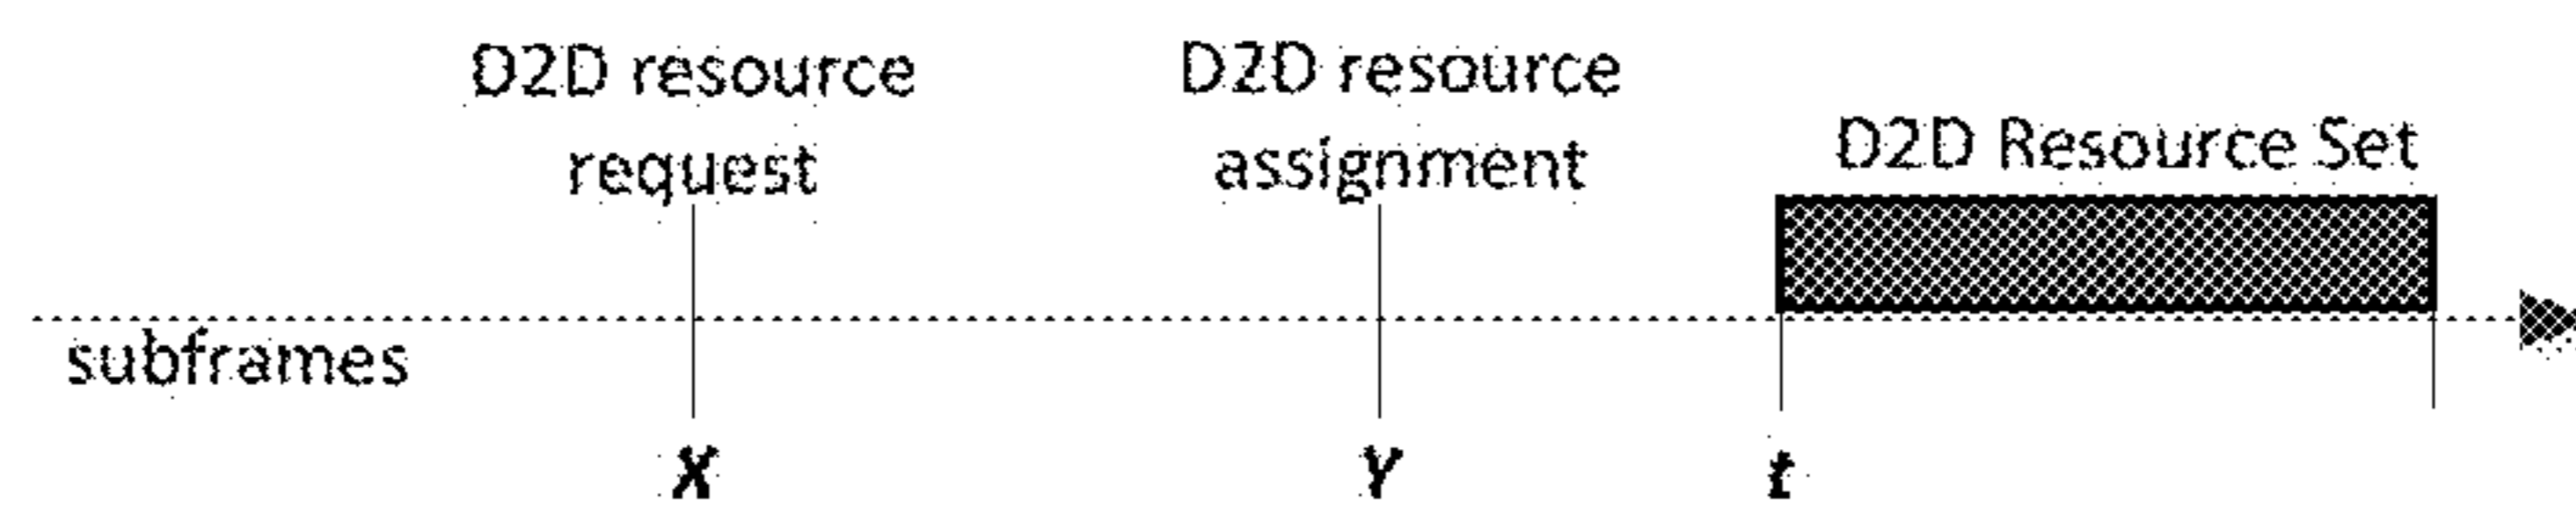 D2D resource
request
D2D resource
assignment
D2D Resource Set
subframes
X
Y
t